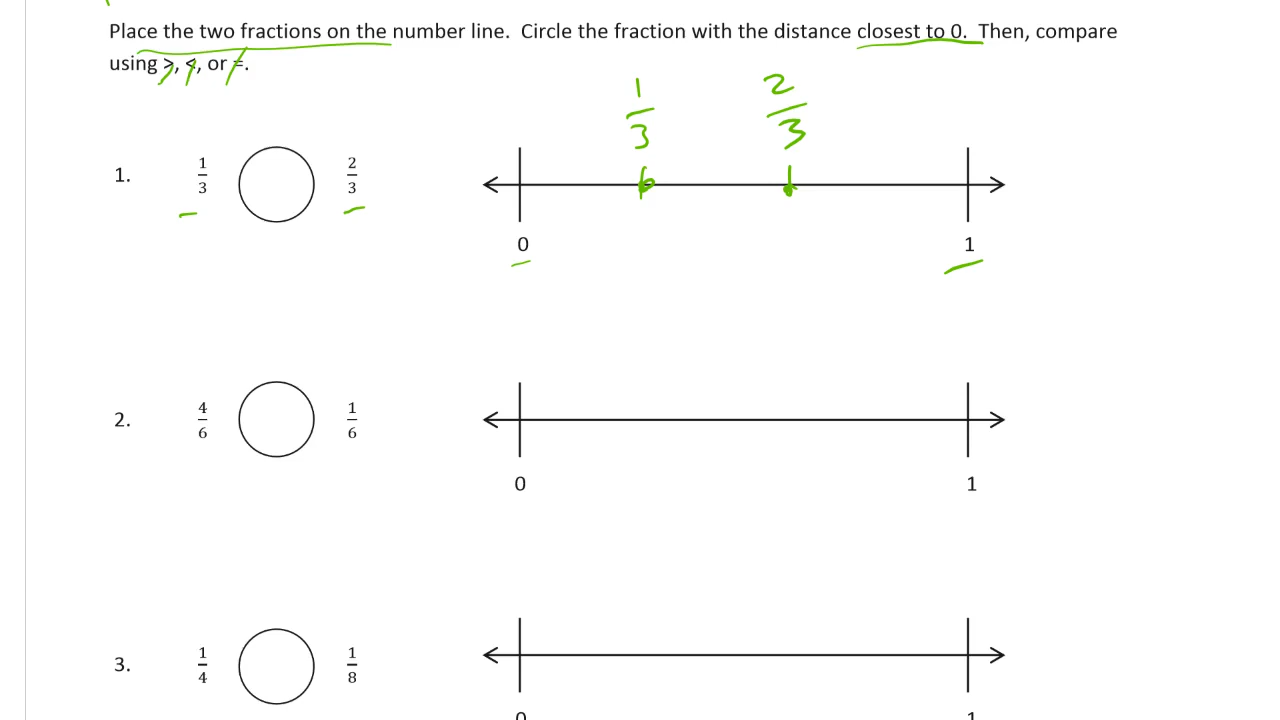 Place the two fractions on the number line. Circle the fraction with the distance closest to 0. Then, compare
using >, <, or =.
1/3 2/3
1. 1/3 2/3
0 1
2. 4/6 1/6
0 1
3. 1/4 1/8
0 1